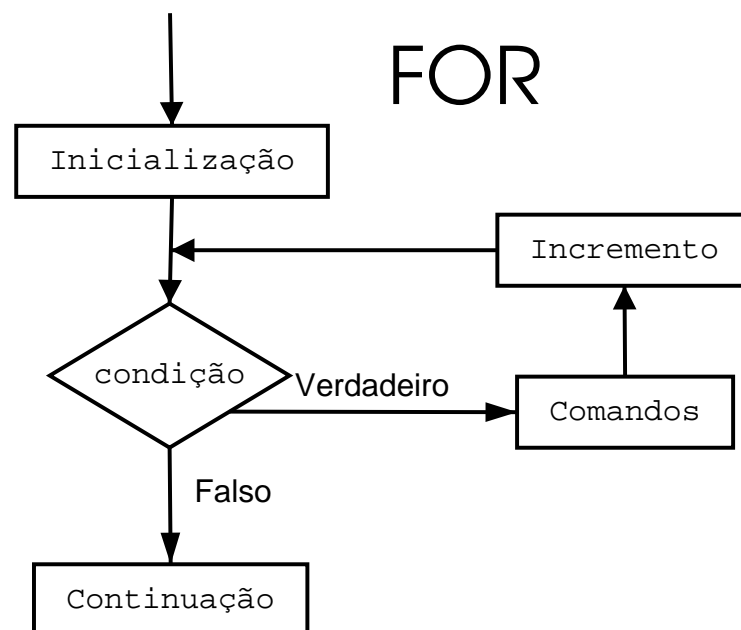 FOR
Inicialização
Incremento
condição
Verdadeiro
Comandos
Falso
Continuação